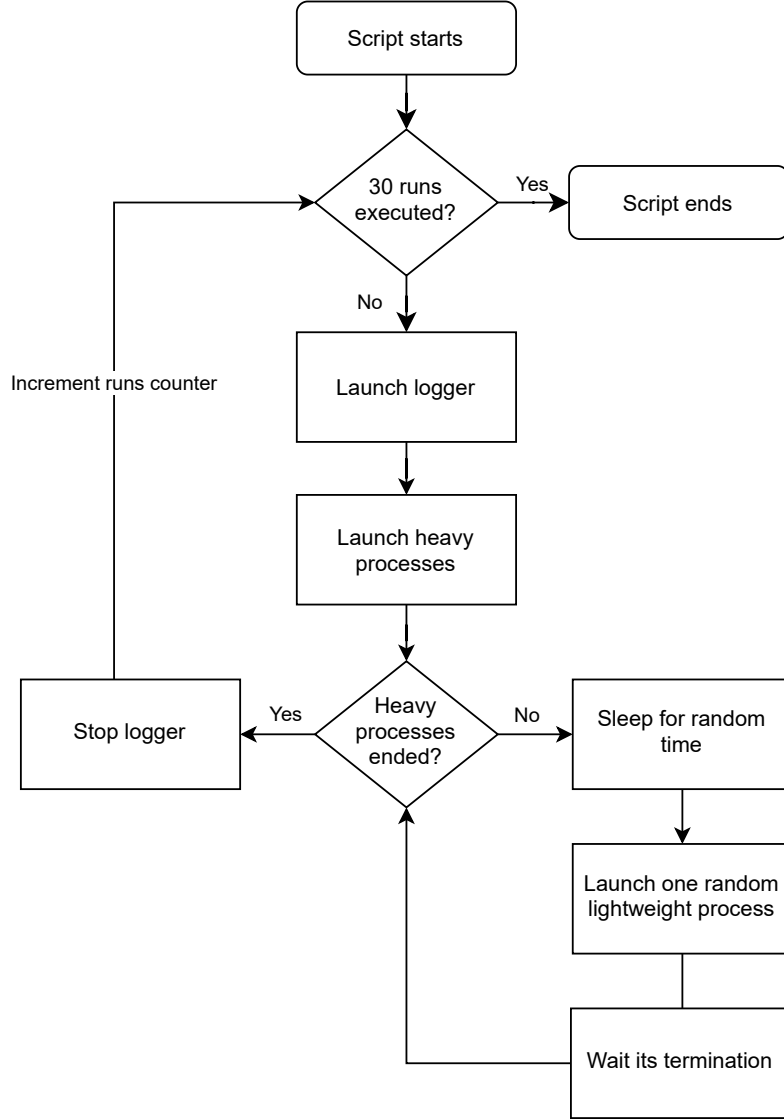 Script starts
30 runs
executed?
Yes
Script ends
No
Launch logger
Increment runs counter
Launch heavy
processes
Heavy
processes
ended?
Yes
Stop logger
No
Sleep for random
time
Launch one random
lightweight process
Wait its termination